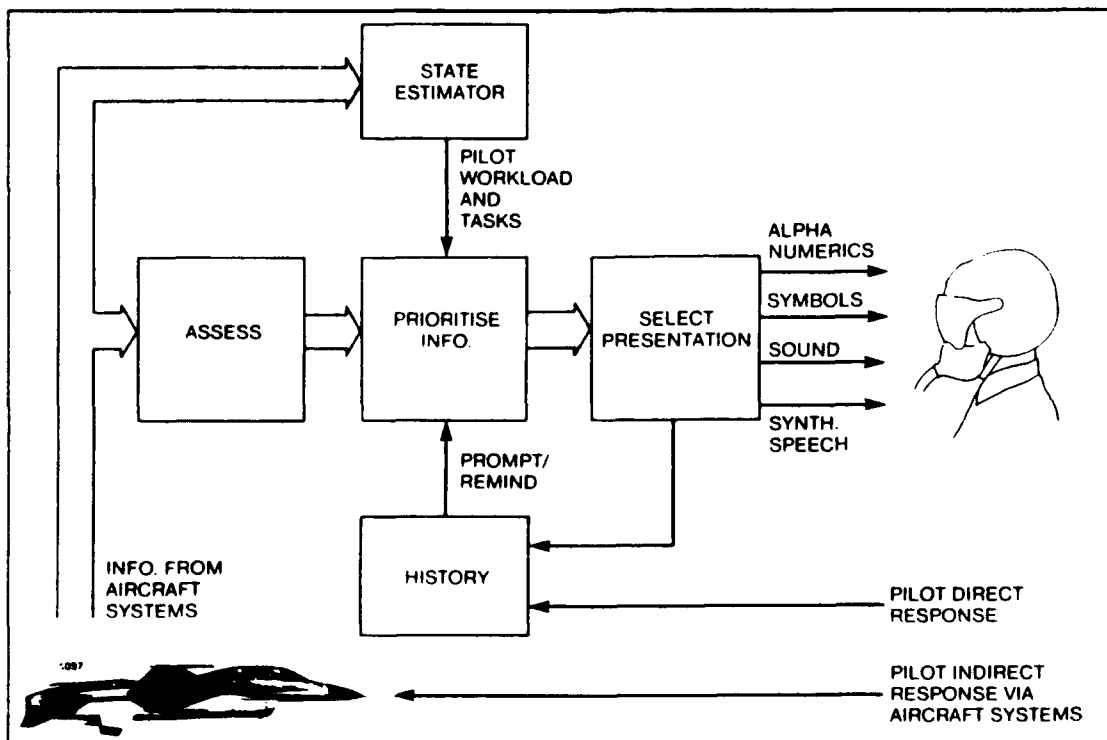 STATE
ESTIMATOR
PILOT
WORKLOAD
AND
TASKS
ALPHA
NUMERICS
SYMBOLS
SOUND
SYNTH.
SPEECH
ASSESS
PRIORITISE
INFO.
SELECT
PRESENTATION
PROMPT/
REMIND
HISTORY
INFO. FROM
AIRCRAFT
SYSTEMS
PILOT DIRECT
RESPONSE
PILOT INDIRECT
RESPONSE VIA
AIRCRAFT SYSTEMS